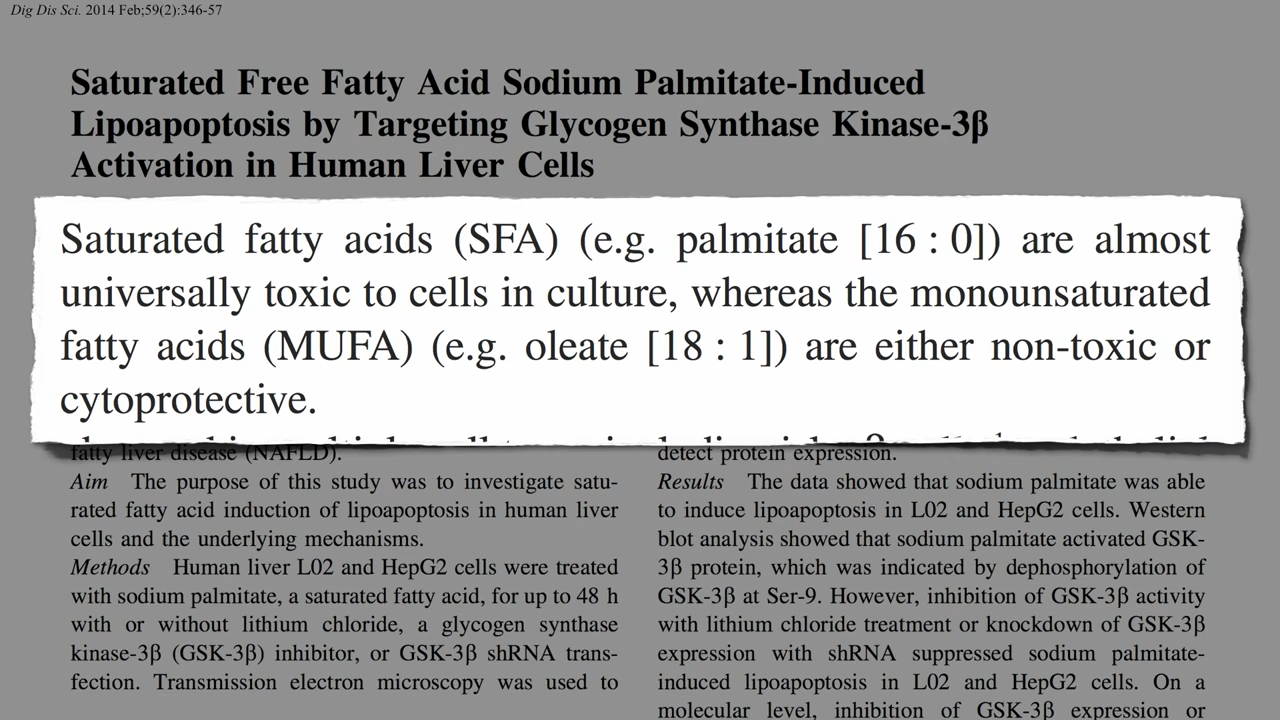 Dig Dis Sci. 2014 Feb;59(2):346-57
Saturated Free Fatty Acid Sodium Palmitate-Induced
Lipoapoptosis by Targeting Glycogen Synthase Kinase-3β
Activation in Human Liver Cells
Saturated fatty acids (SFA) (e.g. palmitate [16 : 0]) are almost
universally toxic to cells in culture, whereas the monounsaturated
fatty acids (MUFA) (e.g. oleate [18 : 1]) are either non-toxic or
cytoprotective.
fatty liver disease (NAFLD).
Aim The purpose of this study was to investigate satu-
rated fatty acid induction of lipoapoptosis in human liver
cells and the underlying mechanisms.
Methods Human liver L02 and HepG2 cells were treated
with sodium palmitate, a saturated fatty acid, for up to 48 h
with or without lithium chloride, a glycogen synthase
kinase-3β (GSK-3β) inhibitor, or GSK-3β shRNA trans-
fection. Transmission electron microscopy was used to
detect protein expression.
Results The data showed that sodium palmitate was able
to induce lipoapoptosis in L02 and HepG2 cells. Western
blot analysis showed that sodium palmitate activated GSK-
3β protein, which was indicated by dephosphorylation of
GSK-3β at Ser-9. However, inhibition of GSK-3β activity
with lithium chloride treatment or knockdown of GSK-3β
expression with shRNA suppressed sodium palmitate-
induced lipoapoptosis in L02 and HepG2 cells. On a
molecular level, inhibition of GSK-3β expression or